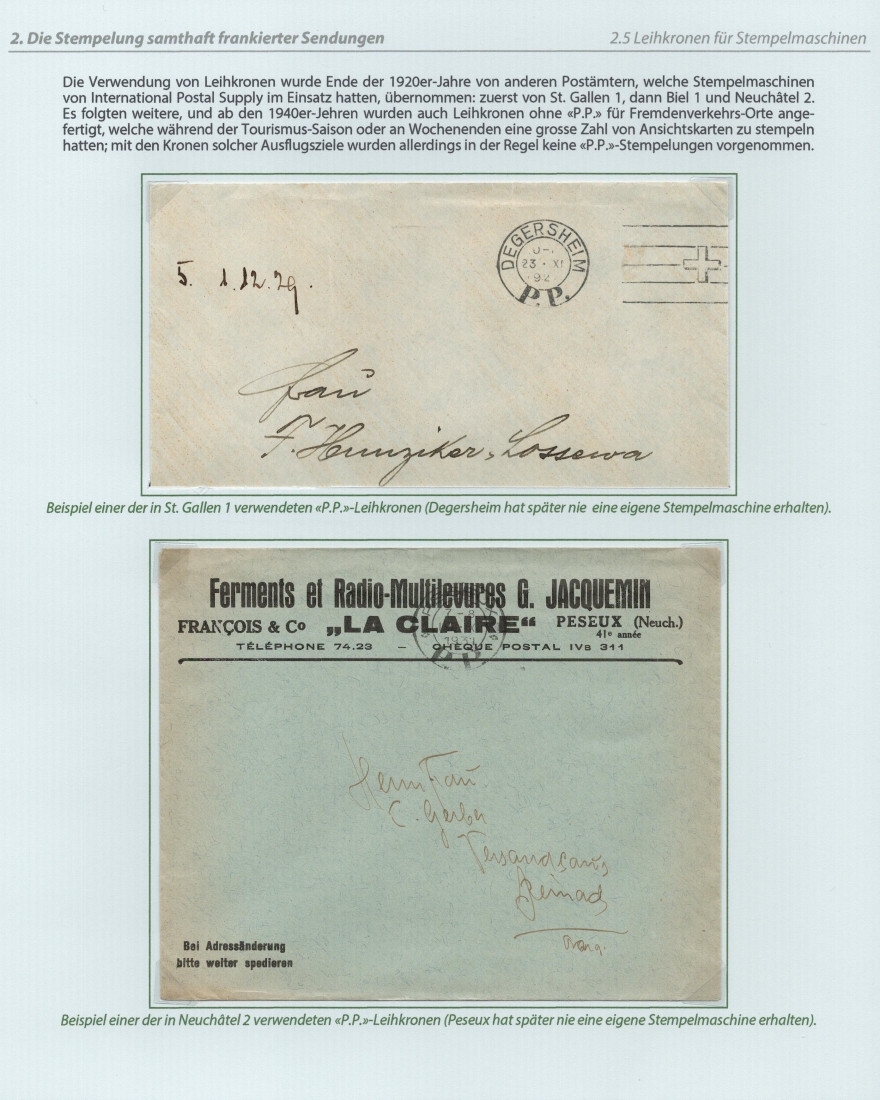 2. Die Stempelung samthaft frankierter Sendungen
2.5 Leihkronen für Stempelmaschinen
Die Verwendung von Leihkronen wurde Ende der 1920er-Jahre von anderen Postämtern, welche Stempelmaschinen
von International Postal Supply im Einsatz hatten, übernommen: zuerst von St. Gallen 1, dann Biel 1 und Neuchâtel 2.
Es folgten weitere, und ab den 1940er-Jehren wurden auch Leihkronen ohne «P.P.» für Fremdenverkehrs-Orte ange-
fertigt, welche während der Tourismus-Saison oder an Wochenenden eine grosse Zahl von Ansichtskarten zu stempeln
hatten; mit den Kronen solcher Ausflugsziele wurden allerdings in der Regel keine «P.P.»-Stempelungen vorgenommen.
DEGERSHEIM
23 · XI
192
P.P.
5. 1.12.29.
Frau
F. Hunziker-Lossewa
Beispiel einer der in St. Gallen 1 verwendeten «P.P.»-Leihkronen (Degersheim hat später nie eine eigene Stempelmaschine erhalten).
Ferments et Radio-Multilevures G. JACQUEMIN
FRANÇOIS & Co „LA CLAIRE“ PESEUX (Neuch.)
41e année
TÉLÉPHONE 74.23 – CHÈQUE POSTAL IVB 311
P.P.
Herrn Frau
C. Gerber
Reinach
Aarg.
Bei Adressänderung
bitte weiter spedieren
Beispiel einer der in Neuchâtel 2 verwendeten «P.P.»-Leihkronen (Peseux hat später nie eine eigene Stempelmaschine erhalten).